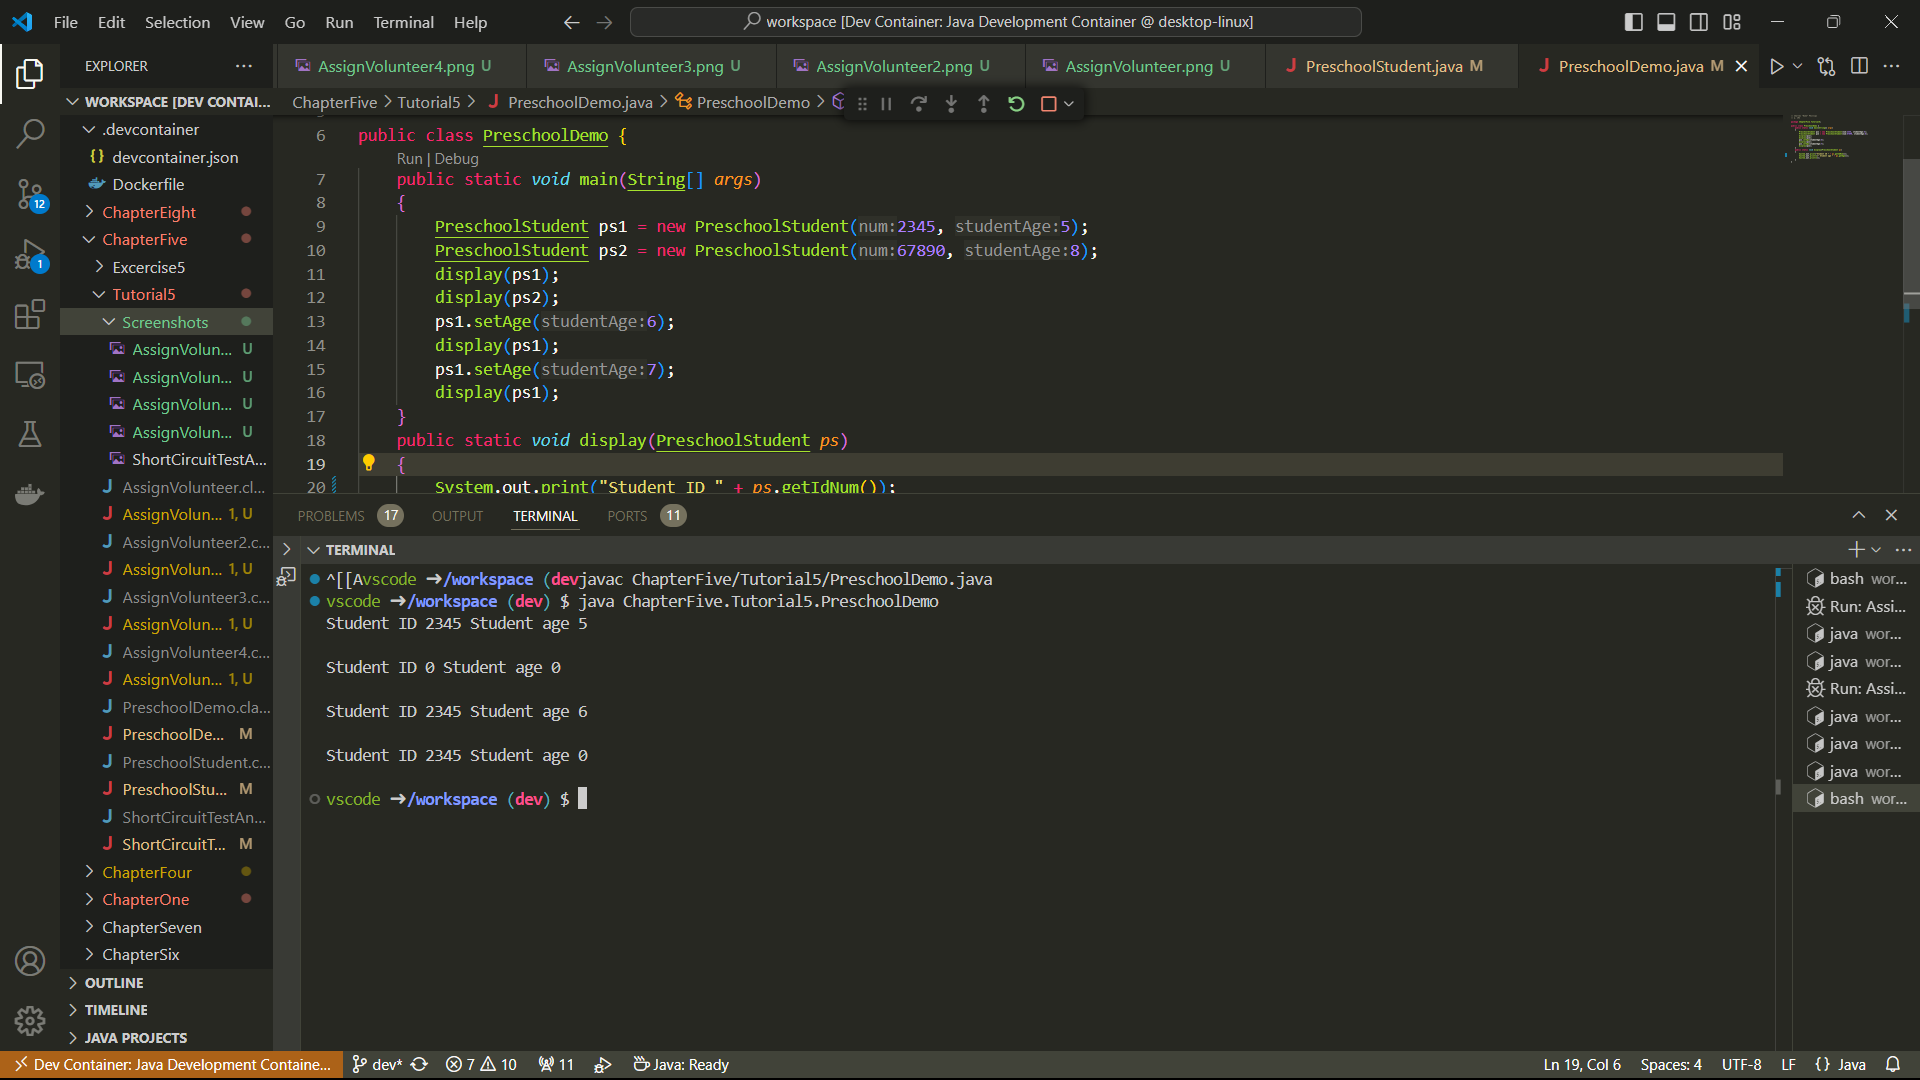 File Edit Selection View Go Run Terminal Help
workspace [Dev Container: Java Development Container @ desktop-linux]
EXPLORER
AssignVolunteer4.png U
AssignVolunteer3.png U
AssignVolunteer2.png U
AssignVolunteer.png U
PreschoolStudent.java M
PreschoolDemo.java M
ChapterFive > Tutorial5 > PreschoolDemo.java > PreschoolDemo >
WORKSPACE [DEV CONTAI...
.devcontainer
devcontainer.json
Dockerfile
ChapterEight
ChapterFive
Excercise5
Tutorial5
Screenshots
AssignVolun... U
AssignVolun... U
AssignVolun... U
AssignVolun... U
ShortCircuitTestA...
AssignVolunteer.cl...
AssignVolun... 1, U
AssignVolunteer2.c...
AssignVolun... 1, U
AssignVolunteer3.c...
AssignVolun... 1, U
AssignVolunteer4.c...
AssignVolun... 1, U
PreschoolDemo.cla...
PreschoolDe... M
PreschoolStudent.c...
PreschoolStu... M
ShortCircuitTestAn...
ShortCircuitT... M
ChapterFour
ChapterOne
ChapterSeven
ChapterSix
OUTLINE
TIMELINE
JAVA PROJECTS
12
1
6 public class PreschoolDemo {
Run | Debug
7 public static void main(String[] args)
8 {
9 PreschoolStudent ps1 = new PreschoolStudent(num:2345, studentAge:5);
10 PreschoolStudent ps2 = new PreschoolStudent(num:67890, studentAge:8);
11 display(ps1);
12 display(ps2);
13 ps1.setAge(studentAge:6);
14 display(ps1);
15 ps1.setAge(studentAge:7);
16 display(ps1);
17 }
18 public static void display(PreschoolStudent ps)
19 {
20 System.out.print("Student ID " + ps.getIdNum());
PROBLEMS 17 OUTPUT TERMINAL PORTS 11
TERMINAL
^[[Avscode ➜/workspace (devjavac ChapterFive/Tutorial5/PreschoolDemo.java
vscode ➜/workspace (dev) $ java ChapterFive.Tutorial5.PreschoolDemo
Student ID 2345 Student age 5
Student ID 0 Student age 0
Student ID 2345 Student age 6
Student ID 2345 Student age 0
vscode ➜/workspace (dev) $
bash wor...
Run: Assi...
java wor...
java wor...
Run: Assi...
java wor...
java wor...
java wor...
bash wor...
Dev Container: Java Development Containe... dev* 7 10 11 Java: Ready
Ln 19, Col 6 Spaces: 4 UTF-8 LF {} Java